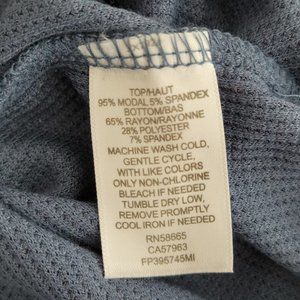 TOP/HAUT
95% MODAL 5% SPANDEX
BOTTOM/BAS
65% RAYON/RAYONNE
28% POLYESTER
7% SPANDEX
MACHINE WASH COLD,
GENTLE CYCLE,
WITH LIKE COLORS
ONLY NON-CHLORINE
BLEACH IF NEEDED
TUMBLE DRY LOW,
REMOVE PROMPTLY
COOL IRON IF NEEDED
RN58665
CA57963
FP395745MI